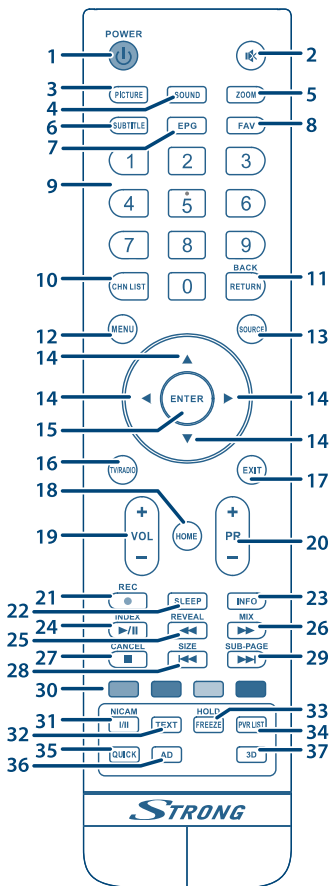 POWER
1
2
3 PICTURE SOUND ZOOM 5
4
6 SUBTITLE EPG FAV 8
7
1 2 3
9
4 5 6
7 8 9
BACK
10 CHN LIST 0 RETURN 11
12 MENU SOURCE 13
14
14 ENTER 14
15
14
16 TV/RADIO EXIT 17
18
+ +
19 VOL HOME PR 20
- -
REC
21 SLEEP INFO 23
22
INDEX REVEAL MIX
24 ►/II ◄◄ ►► 26
25
CANCEL SIZE SUB-PAGE
27 ■ I◄◄ ►►I 29
28
30
NICAM HOLD 33
31 I/II TEXT FREEZE PVR LIST 34
32
35 QUICK AD 3D 37
36
STRONG